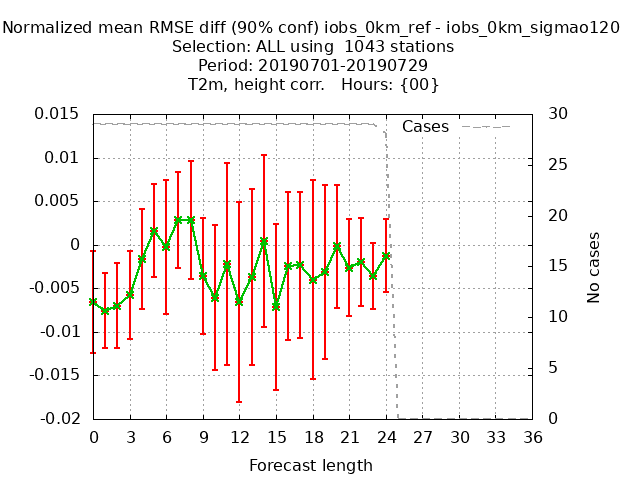 Normalized mean RMSE diff (90% conf) iobs_0km_ref - iobs_0km_sigmao120
Selection: ALL using  1043 stations
Period: 20190701-20190729
T2m, height corr.   Hours: {00}
Cases
0.015
0.01
0.005
0
-0.005
-0.01
-0.015
-0.02
30
25
20
15
10
5
0
No cases
0 3 6 9 12 15 18 21 24 27 30 33 36
Forecast length